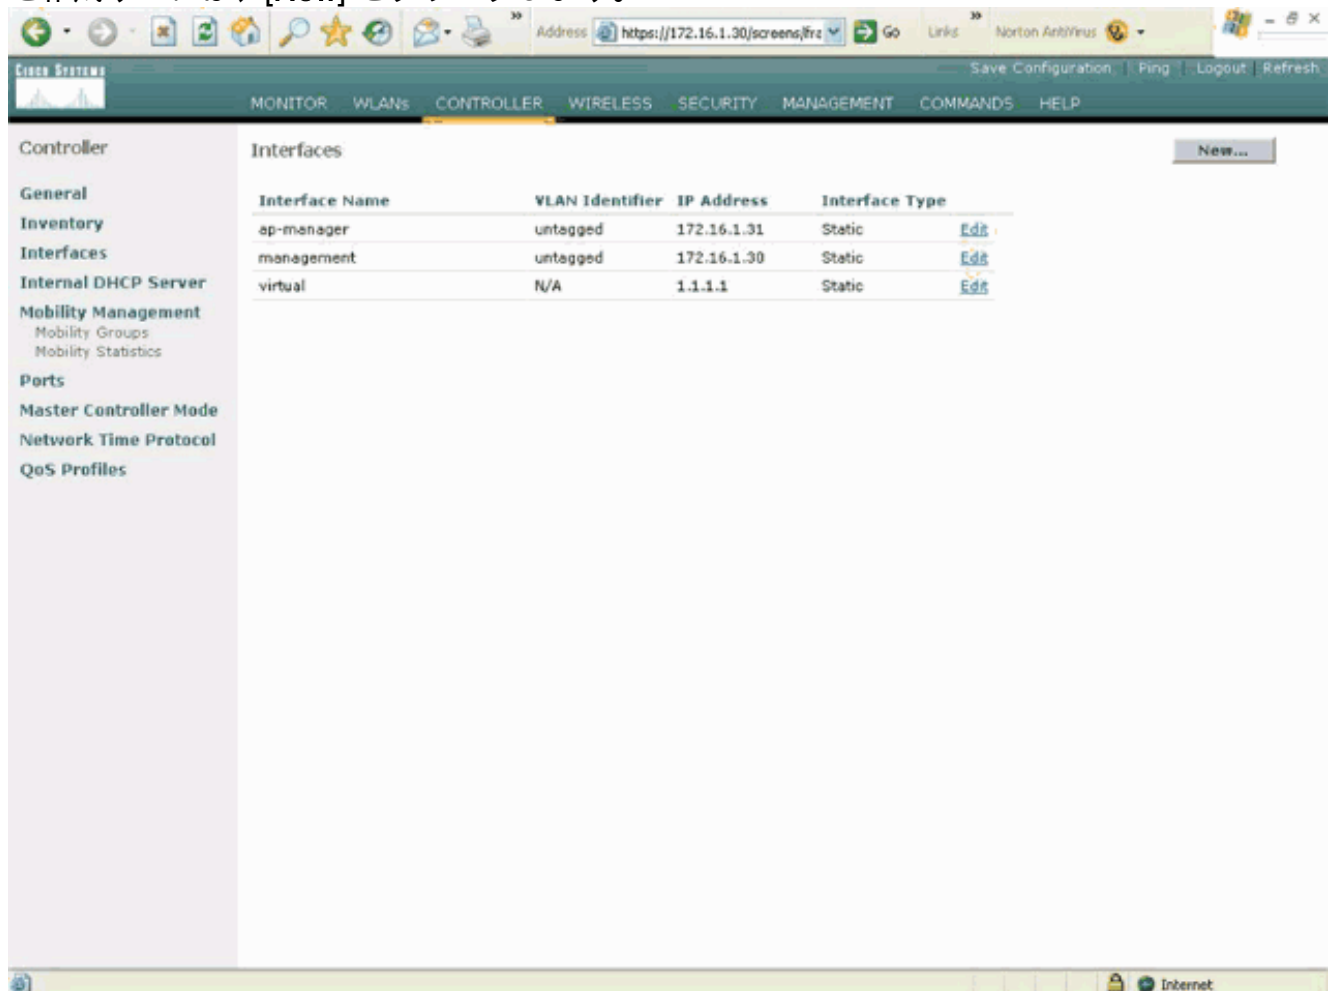 » Address https://172.16.1.30/screens/fra Go Links » Norton AntiVirus
CISCO SYSTEMS
Save Configuration | Ping | Logout | Refresh
MONITOR WLANs CONTROLLER WIRELESS SECURITY MANAGEMENT COMMANDS HELP
Controller
General
Inventory
Interfaces
Internal DHCP Server
Mobility Management
Mobility Groups
Mobility Statistics
Ports
Master Controller Mode
Network Time Protocol
QoS Profiles
Interfaces
New...
Interface Name VLAN Identifier IP Address Interface Type
ap-manager untagged 172.16.1.31 Static Edit
management untagged 172.16.1.30 Static Edit
virtual N/A 1.1.1.1 Static Edit
Internet